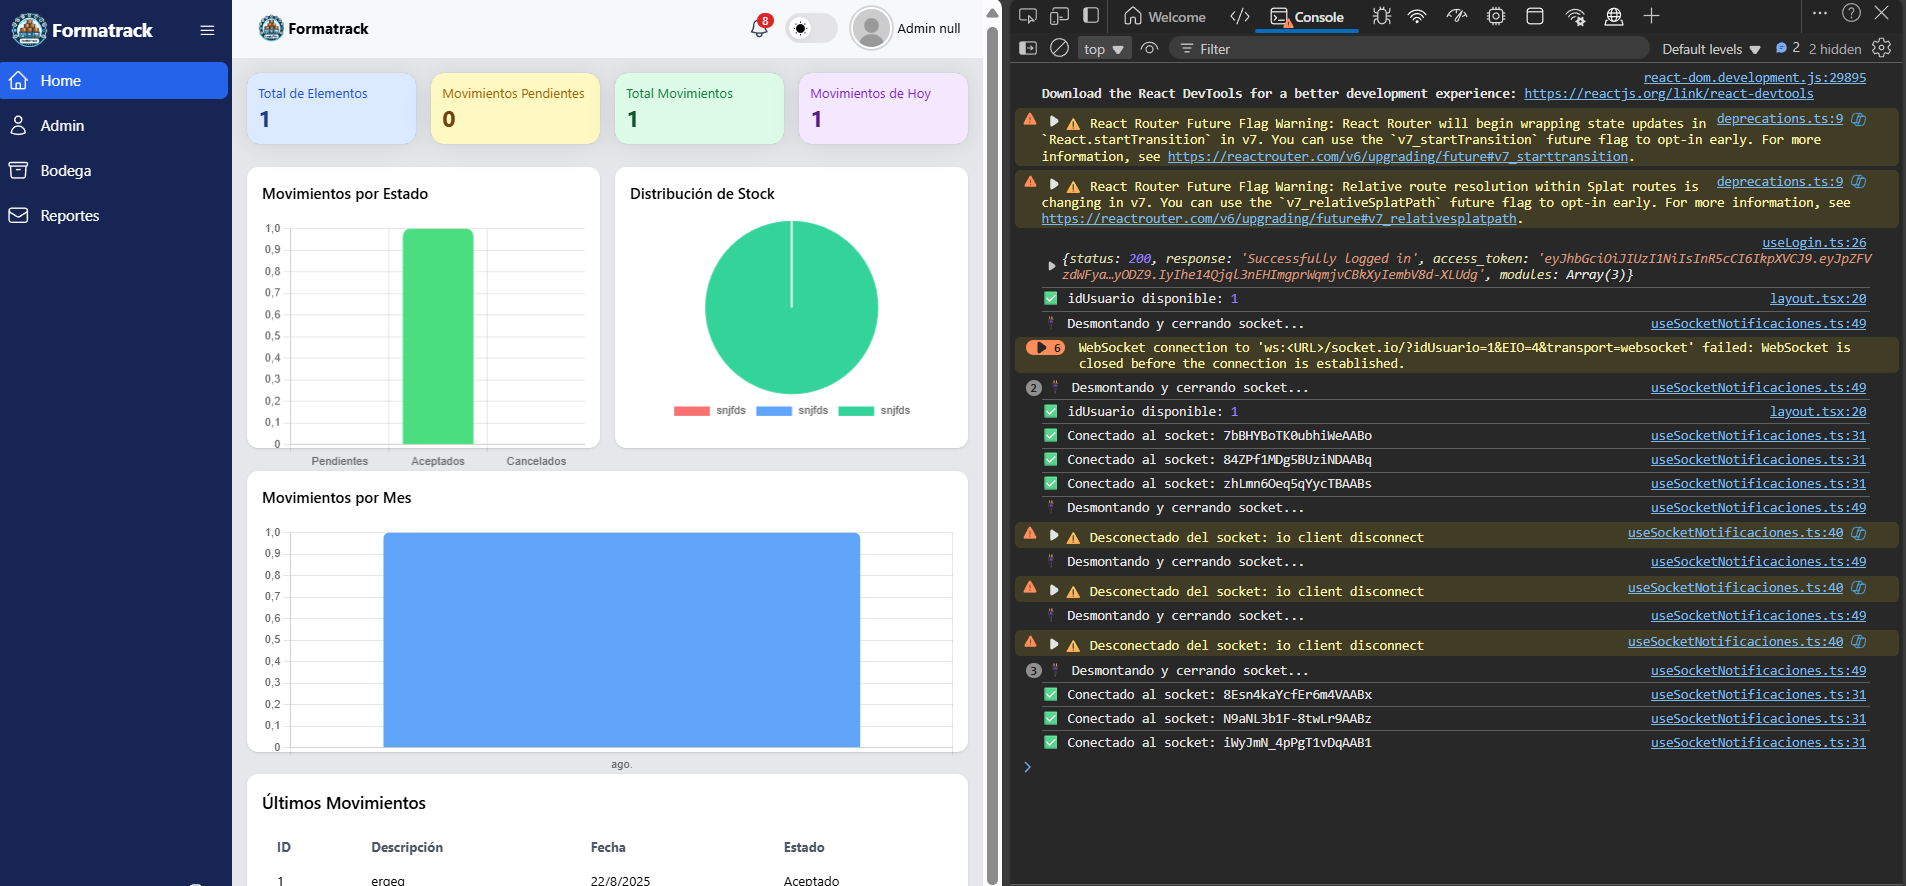 Formatrack
Home
Admin
Bodega
Reportes
Formatrack
8
Admin null
Total de Elementos
1
Movimientos Pendientes
0
Total Movimientos
1
Movimientos de Hoy
1
Movimientos por Estado
1,0
0,9
0,8
0,7
0,6
0,5
0,4
0,3
0,2
0,1
0
Pendientes
Aceptados
Cancelados
Distribución de Stock
snjfds
snjfds
snjfds
Movimientos por Mes
1,0
0,9
0,8
0,7
0,6
0,5
0,4
0,3
0,2
0,1
0
ago.
Últimos Movimientos
ID Descripción Fecha Estado
1 ergeg 22/8/2025 Aceptado
Welcome
Console
top
Filter
Default levels
2
2 hidden
react-dom.development.js:29895
Download the React DevTools for a better development experience: https://reactjs.org/link/react-devtools
React Router Future Flag Warning: React Router will begin wrapping state updates in deprecations.ts:9
`React.startTransition` in v7. You can use the `v7_startTransition` future flag to opt-in early. For more
information, see https://reactrouter.com/v6/upgrading/future#v7_starttransition.
React Router Future Flag Warning: Relative route resolution within Splat routes is deprecations.ts:9
changing in v7. You can use the `v7_relativeSplatPath` future flag to opt-in early. For more information, see
https://reactrouter.com/v6/upgrading/future#v7_relativesplatpath.
useLogin.ts:26
{status: 200, response: 'Successfully logged in', access_token: 'eyJhbGciOiJIUzI1NiIsInR5cCI6IkpXVCJ9.eyJpZFV
zdWFya…yODZ9.IyIhe14Qjql3nEHImgprWqmjvCBkXyIembV8d-XLUdg', modules: Array(3)}
idUsuario disponible: 1 layout.tsx:20
Desmontando y cerrando socket... useSocketNotificaciones.ts:49
6 WebSocket connection to 'ws:<URL>/socket.io/?idUsuario=1&EIO=4&transport=websocket' failed: WebSocket is
closed before the connection is established.
2 Desmontando y cerrando socket... useSocketNotificaciones.ts:49
idUsuario disponible: 1 layout.tsx:20
Conectado al socket: 7bBHYBoTK0ubhiWeAABo useSocketNotificaciones.ts:31
Conectado al socket: 84ZPf1MDg5BUziNDAABq useSocketNotificaciones.ts:31
Conectado al socket: zhLmn6Oeq5qYycTBAABs useSocketNotificaciones.ts:31
Desmontando y cerrando socket... useSocketNotificaciones.ts:49
Desconectado del socket: io client disconnect useSocketNotificaciones.ts:40
Desmontando y cerrando socket... useSocketNotificaciones.ts:49
Desconectado del socket: io client disconnect useSocketNotificaciones.ts:40
Desmontando y cerrando socket... useSocketNotificaciones.ts:49
Desconectado del socket: io client disconnect useSocketNotificaciones.ts:40
3 Desmontando y cerrando socket... useSocketNotificaciones.ts:49
Conectado al socket: 8Esn4kaYcfEr6m4VAABx useSocketNotificaciones.ts:31
Conectado al socket: N9aNL3b1F-8twLr9AABz useSocketNotificaciones.ts:31
Conectado al socket: iWyJmN_4pPgT1vDqAAB1 useSocketNotificaciones.ts:31